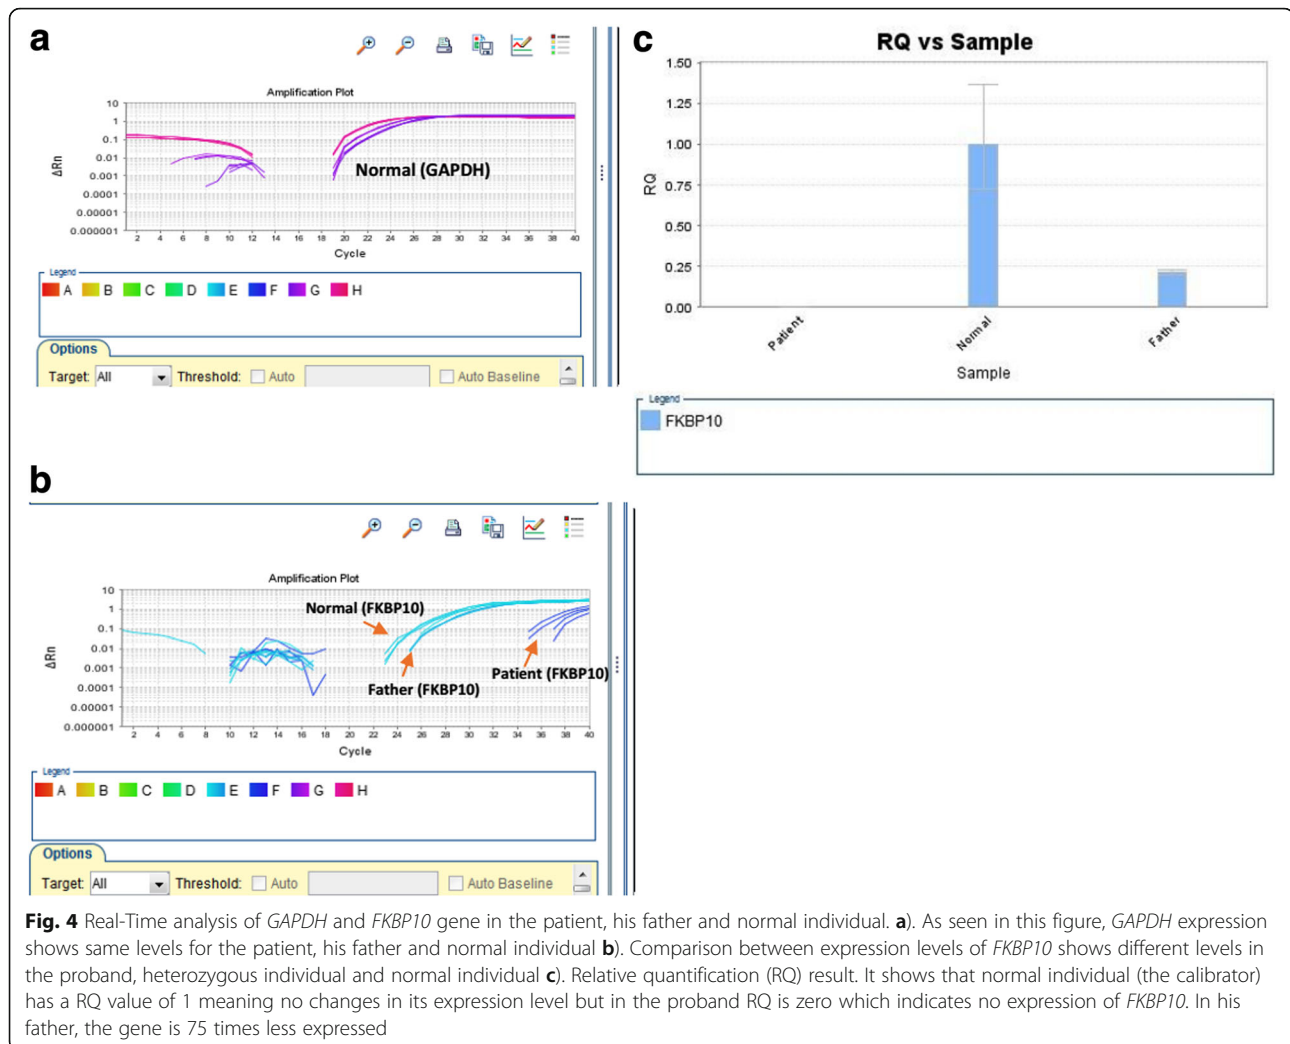 a
Amplification Plot
10
1
0.1
0.01
0.001
0.0001
0.00001
0.000001
ΔRn
Normal (GAPDH)
2 4 6 8 10 12 14 16 18 20 22 24 26 28 30 32 34 36 38 40
Cycle
Legend
A B C D E F G H
Options
Target: All Threshold: Auto Auto Baseline
c
RQ vs Sample
1.50
1.25
1.00
0.75
0.50
0.25
0.00
RQ
Patient Normal Father
Sample
Legend
FKBP10
b
Amplification Plot
10
1
0.1
0.01
0.001
0.0001
0.00001
0.000001
ΔRn
Normal (FKBP10)
Father (FKBP10)
Patient (FKBP10)
2 4 6 8 10 12 14 16 18 20 22 24 26 28 30 32 34 36 38 40
Cycle
Legend
A B C D E F G H
Options
Target: All Threshold: Auto Auto Baseline
Fig. 4 Real-Time analysis of GAPDH and FKBP10 gene in the patient, his father and normal individual. a). As seen in this figure, GAPDH expression
shows same levels for the patient, his father and normal individual b). Comparison between expression levels of FKBP10 shows different levels in
the proband, heterozygous individual and normal individual c). Relative quantification (RQ) result. It shows that normal individual (the calibrator)
has a RQ value of 1 meaning no changes in its expression level but in the proband RQ is zero which indicates no expression of FKBP10. In his
father, the gene is 75 times less expressed